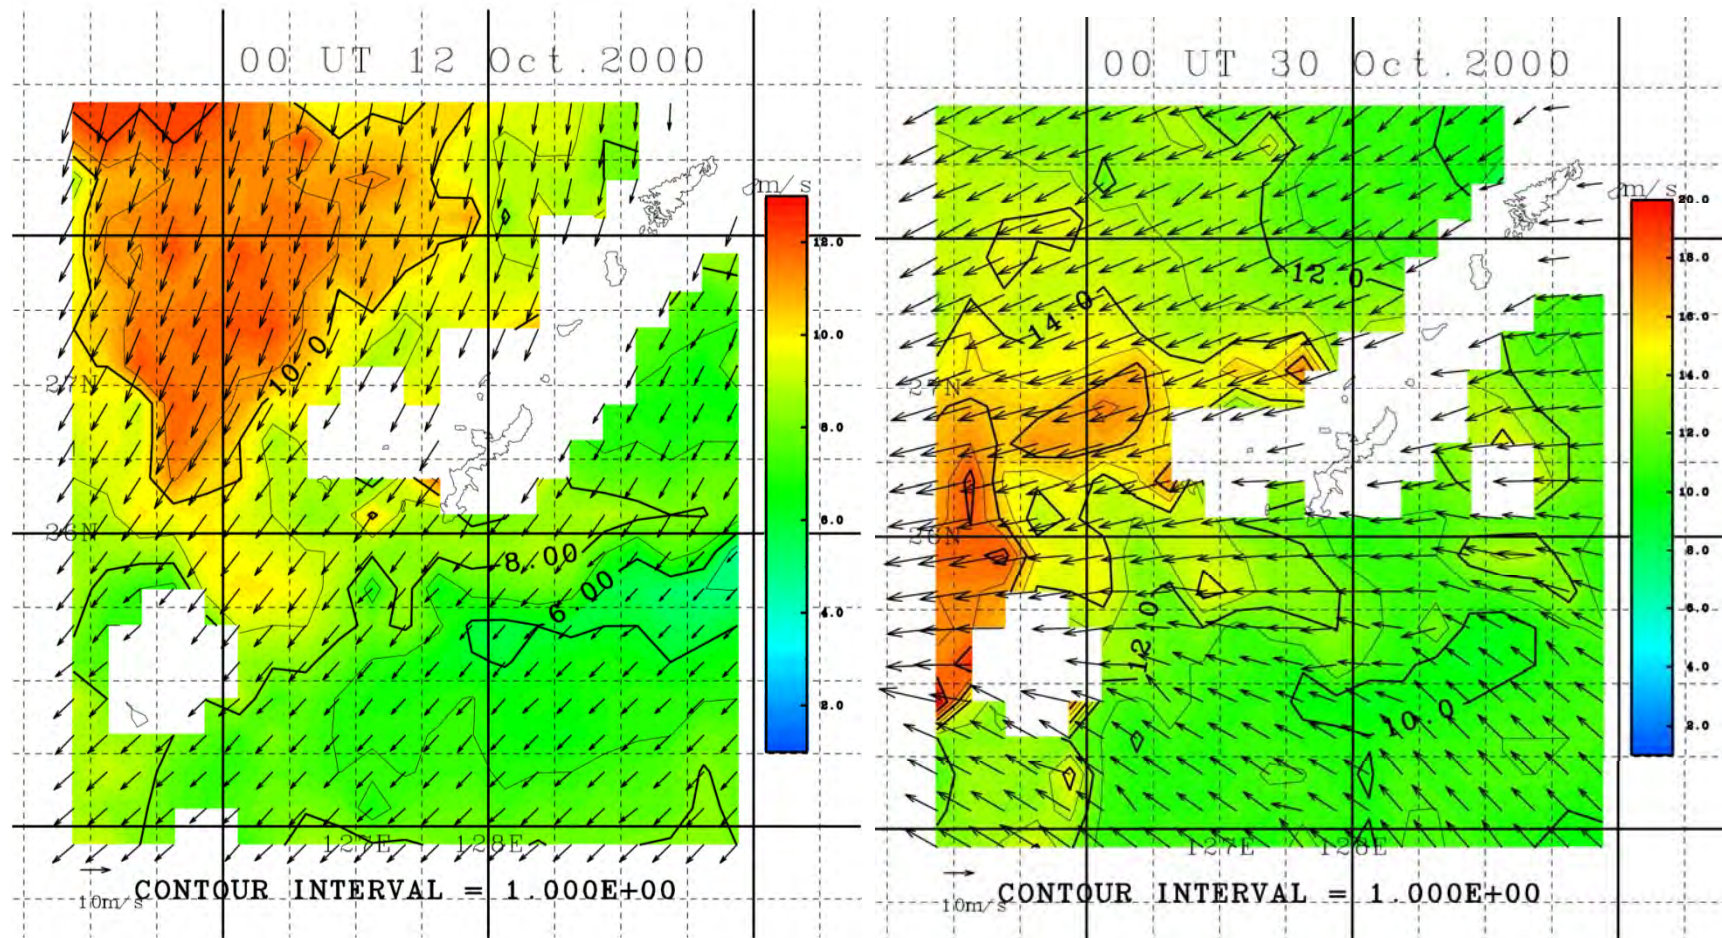 00 UT 12 Oct.2000
m/s
12.0
10.0
8.0
6.0
4.0
2.0
10.0
27N
26N
8.00
6.00
127E 128E
CONTOUR INTERVAL = 1.000E+00
10m/s
00 UT 30 Oct.2000
m/s
20.0
18.0
16.0
14.0
12.0
10.0
8.0
6.0
4.0
2.0
12.0
14.0
27N
26N
12.0
10.0
127E 128E
CONTOUR INTERVAL = 1.000E+00
10m/s